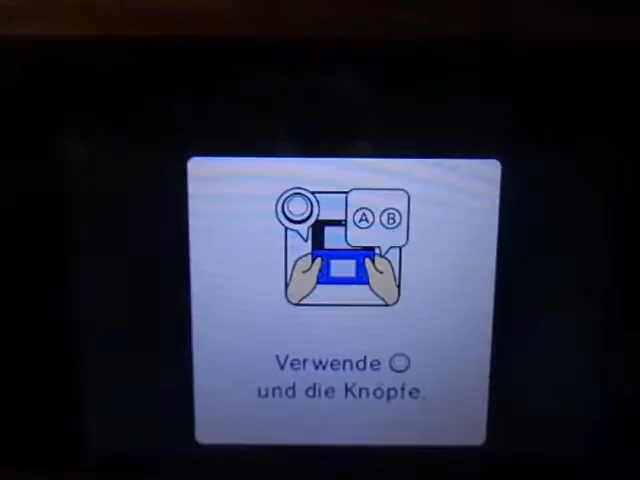 A B
Verwende ○
und die Knöpfe.